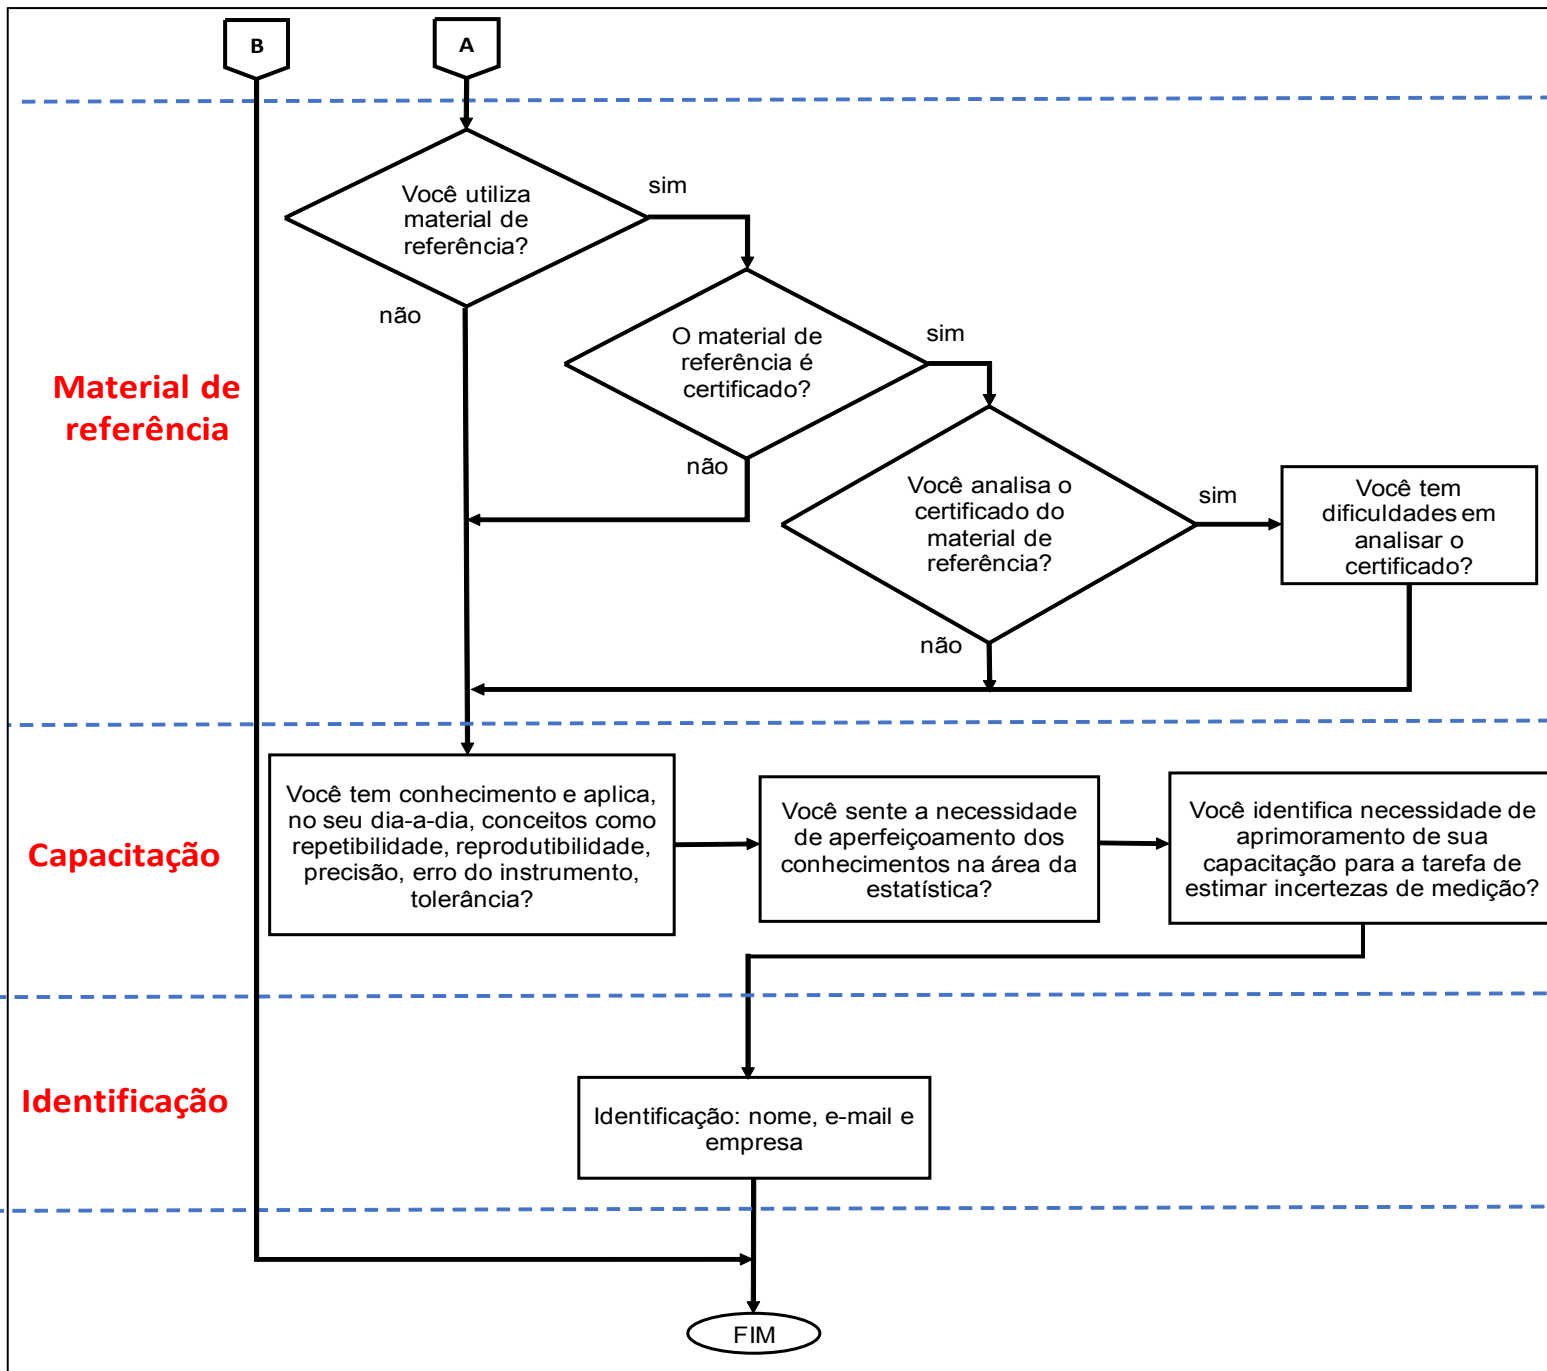 B
A
Você utiliza
material de
referência?
sim
não
O material de
referência é
certificado?
sim
não
Material de
referência
Você analisa o
certificado do
material de
referência?
sim
não
Você tem
dificuldades em
analisar o
certificado?
Capacitação
Você tem conhecimento e aplica,
no seu dia-a-dia, conceitos como
repetibilidade, reprodutibilidade,
precisão, erro do instrumento,
tolerância?
Você sente a necessidade
de aperfeiçoamento dos
conhecimentos na área da
estatística?
Você identifica necessidade de
aprimoramento de sua
capacitação para a tarefa de
estimar incertezas de medição?
Identificação
Identificação: nome, e-mail e
empresa
FIM